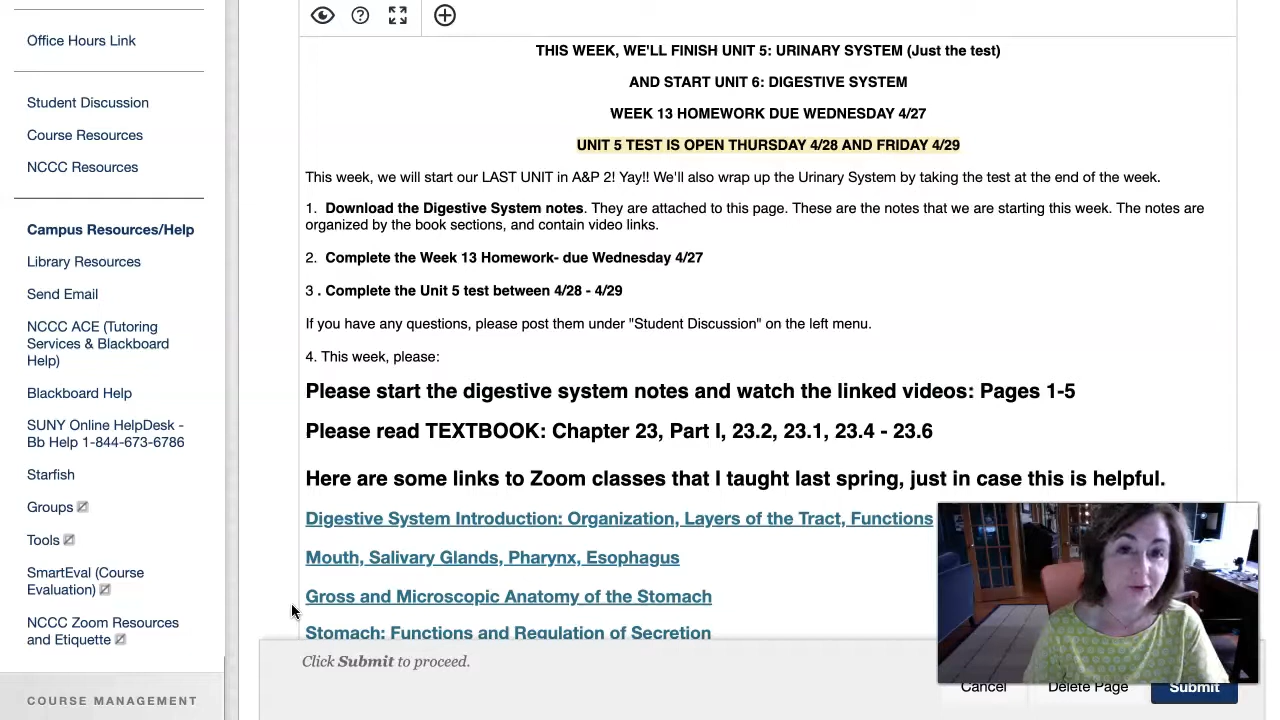 Office Hours Link
Student Discussion
Course Resources
NCCC Resources
Campus Resources/Help
Library Resources
Send Email
NCCC ACE (Tutoring
Services & Blackboard
Help)
Blackboard Help
SUNY Online HelpDesk -
Bb Help 1-844-673-6786
Starfish
Groups
Tools
SmartEval (Course
Evaluation)
NCCC Zoom Resources
and Etiquette
COURSE MANAGEMENT
THIS WEEK, WE'LL FINISH UNIT 5: URINARY SYSTEM (Just the test)
AND START UNIT 6: DIGESTIVE SYSTEM
WEEK 13 HOMEWORK DUE WEDNESDAY 4/27
UNIT 5 TEST IS OPEN THURSDAY 4/28 AND FRIDAY 4/29
This week, we will start our LAST UNIT in A&P 2! Yay!! We'll also wrap up the Urinary System by taking the test at the end of the week.
1. Download the Digestive System notes. They are attached to this page. These are the notes that we are starting this week. The notes are
organized by the book sections, and contain video links.
2. Complete the Week 13 Homework- due Wednesday 4/27
3 . Complete the Unit 5 test between 4/28 - 4/29
If you have any questions, please post them under "Student Discussion" on the left menu.
4. This week, please:
Please start the digestive system notes and watch the linked videos: Pages 1-5
Please read TEXTBOOK: Chapter 23, Part I, 23.2, 23.1, 23.4 - 23.6
Here are some links to Zoom classes that I taught last spring, just in case this is helpful.
Digestive System Introduction: Organization, Layers of the Tract, Functions
Mouth, Salivary Glands, Pharynx, Esophagus
Gross and Microscopic Anatomy of the Stomach
Stomach: Functions and Regulation of Secretion
Click Submit to proceed.
Cancel
Delete Page
Submit